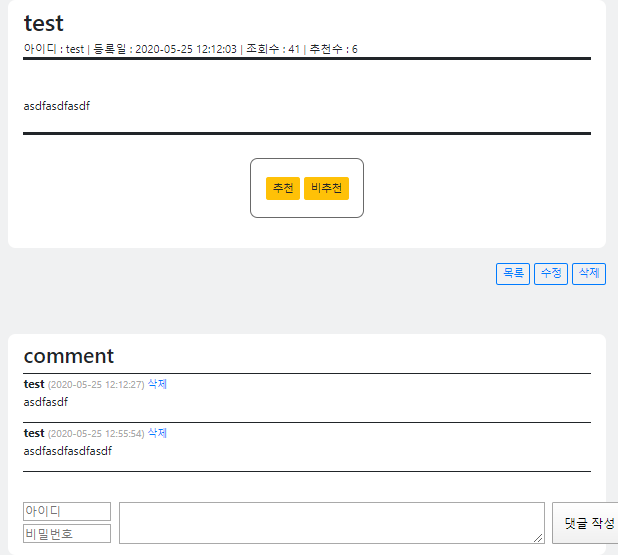 test
아이디 : test | 등록일 : 2020-05-25 12:12:03 | 조회수 : 41 | 추천수 : 6
asdfasdfasdf
추천 비추천
목록 수정 삭제
comment
test (2020-05-25 12:12:27) 삭제
asdfasdf
test (2020-05-25 12:55:54) 삭제
asdfasdfasdfasdf
아이디
비밀번호
댓글 작성